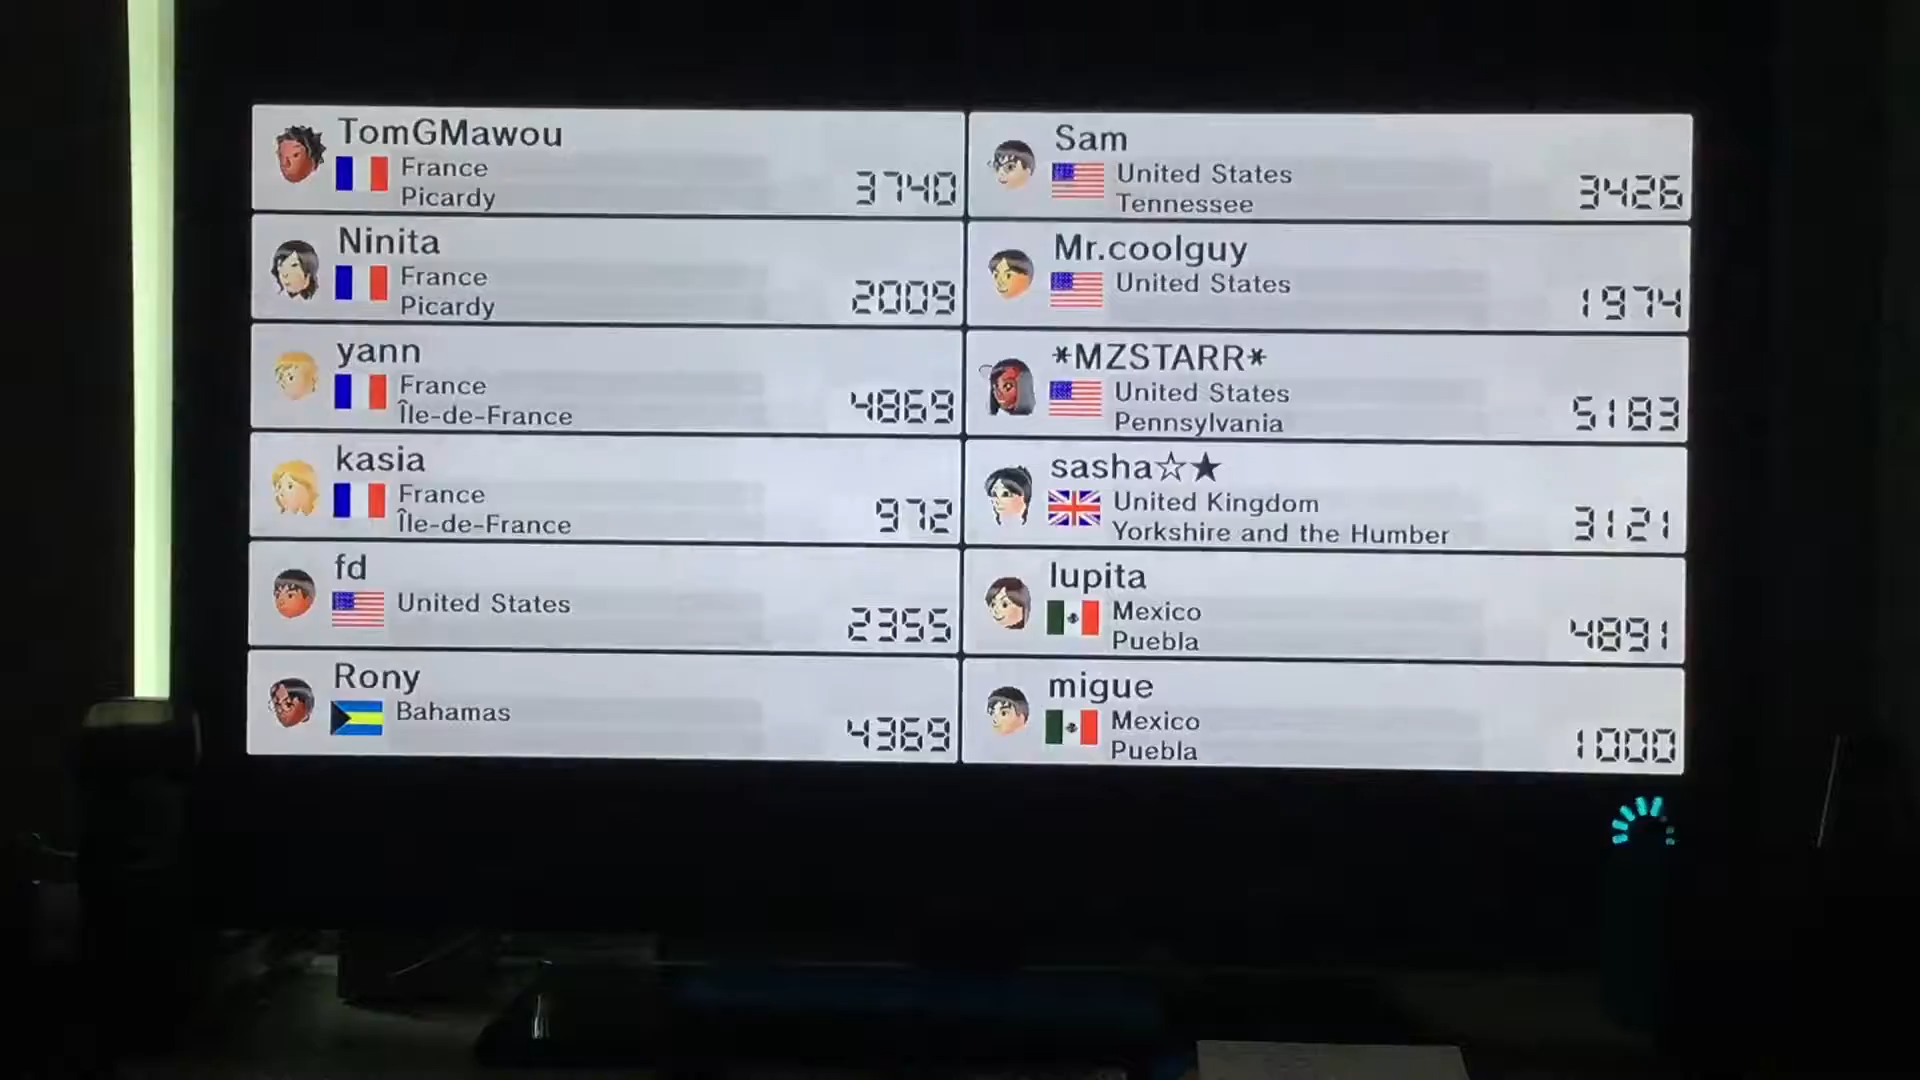 TomGMawou
France
Picardy
3740
Ninita
France
Picardy
2009
yann
France
Île-de-France
4869
kasia
France
Île-de-France
972
fd
United States
2355
Rony
Bahamas
4369
Sam
United States
Tennessee
3426
Mr.coolguy
United States
1974
*MZSTARR*
United States
Pennsylvania
5183
sasha☆★
United Kingdom
Yorkshire and the Humber
3121
lupita
Mexico
Puebla
4891
migue
Mexico
Puebla
1000